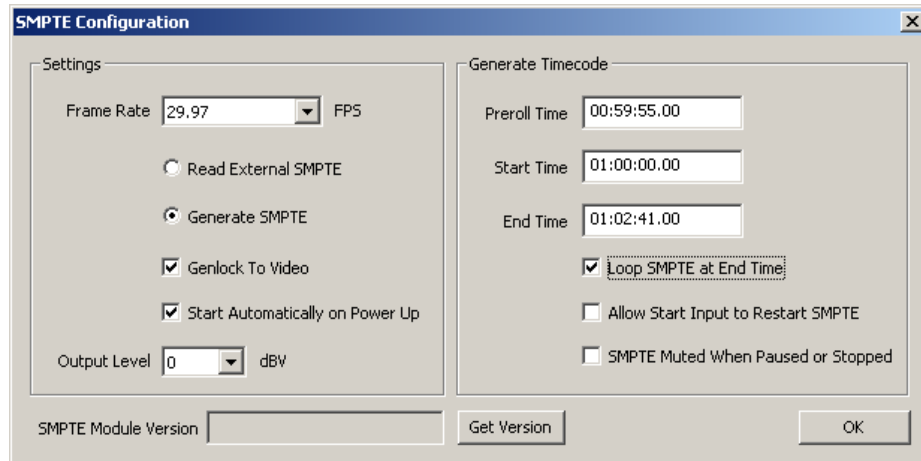 SMPTE Configuration
Settings
Frame Rate 29.97 FPS
Read External SMPTE
Generate SMPTE
Genlock To Video
Start Automatically on Power Up
Output Level 0 dBV
Generate Timecode
Preroll Time 00:59:55.00
Start Time 01:00:00.00
End Time 01:02:41.00
Loop SMPTE at End Time
Allow Start Input to Restart SMPTE
SMPTE Muted When Paused or Stopped
SMPTE Module Version
Get Version
OK